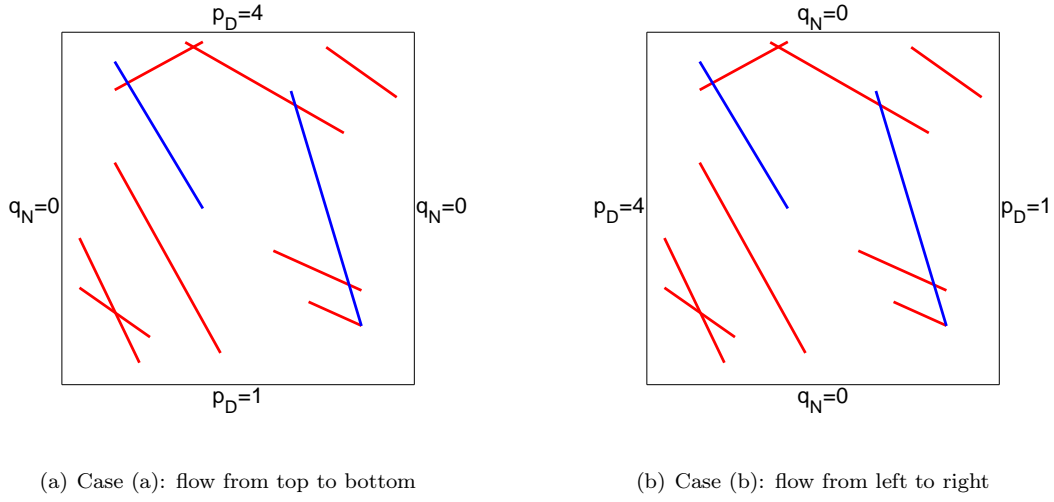 p_D=4
q_N=0
q_N=0
p_D=1
(a) Case (a): flow from top to bottom
q_N=0
p_D=4
p_D=1
q_N=0
(b) Case (b): flow from left to right